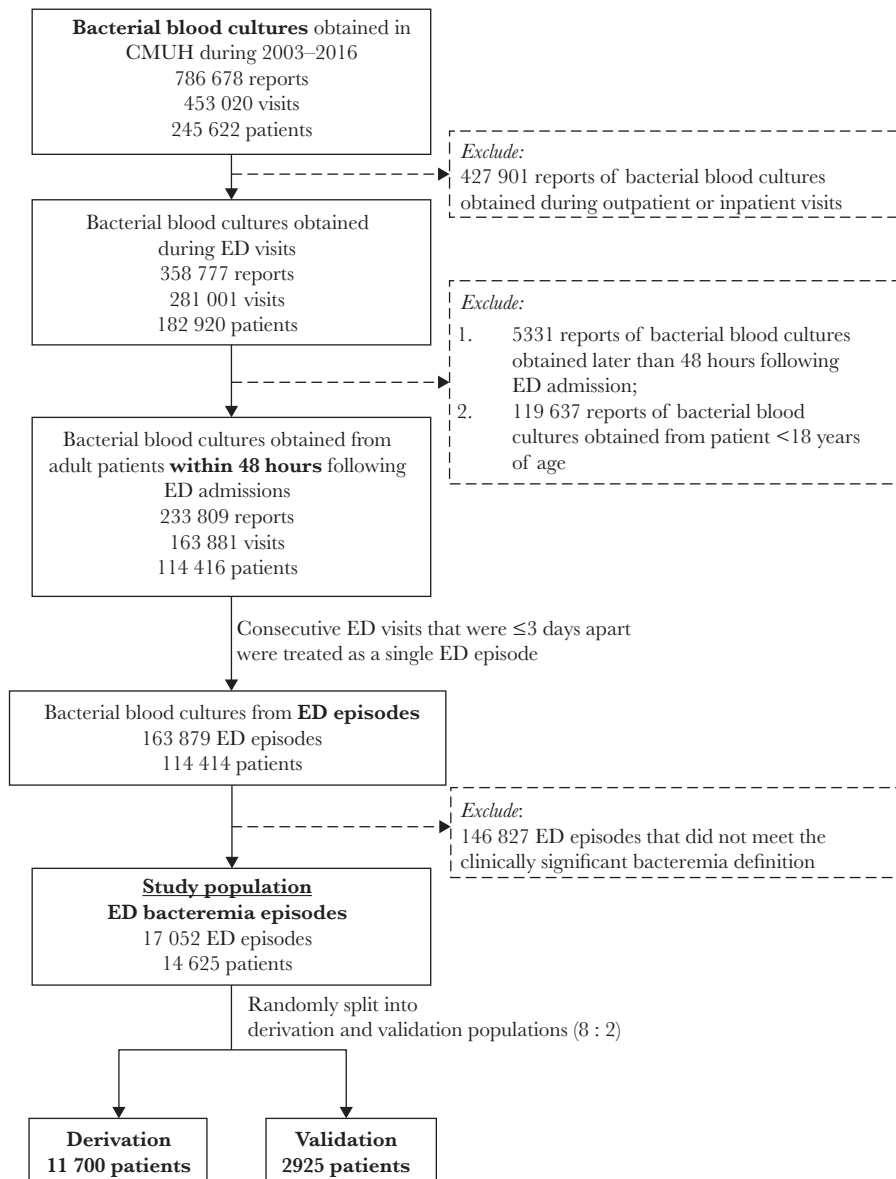 Bacterial blood cultures obtained in
CMUH during 2003–2016
786 678 reports
453 020 visits
245 622 patients
Exclude:
427 901 reports of bacterial blood cultures
obtained during outpatient or inpatient visits
Bacterial blood cultures obtained
during ED visits
358 777 reports
281 001 visits
182 920 patients
Exclude:
1. 5331 reports of bacterial blood cultures
obtained later than 48 hours following
ED admission;
2. 119 637 reports of bacterial blood
cultures obtained from patient <18 years
of age
Bacterial blood cultures obtained from
adult patients within 48 hours following
ED admissions
233 809 reports
163 881 visits
114 416 patients
Consecutive ED visits that were ≤3 days apart
were treated as a single ED episode
Bacterial blood cultures from ED episodes
163 879 ED episodes
114 414 patients
Exclude:
146 827 ED episodes that did not meet the
clinically significant bacteremia definition
Study population
ED bacteremia episodes
17 052 ED episodes
14 625 patients
Randomly split into
derivation and validation populations (8 : 2)
Derivation
11 700 patients
Validation
2925 patients